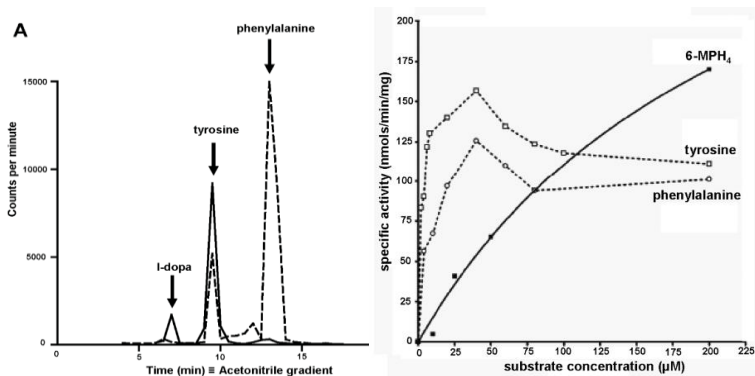 A
phenylalanine
15000
tyrosine
10000
Counts per minute
5000
l-dopa
0
0
5
10
15
Time (min) ≡ Acetonitrile gradient
200
175
150
125
100
75
50
25
0
specific activity (nmols/min/mg)
6-MPH₄
tyrosine
phenylalanine
0
25
50
75
100
125
150
175
200
225
substrate concentration (µM)